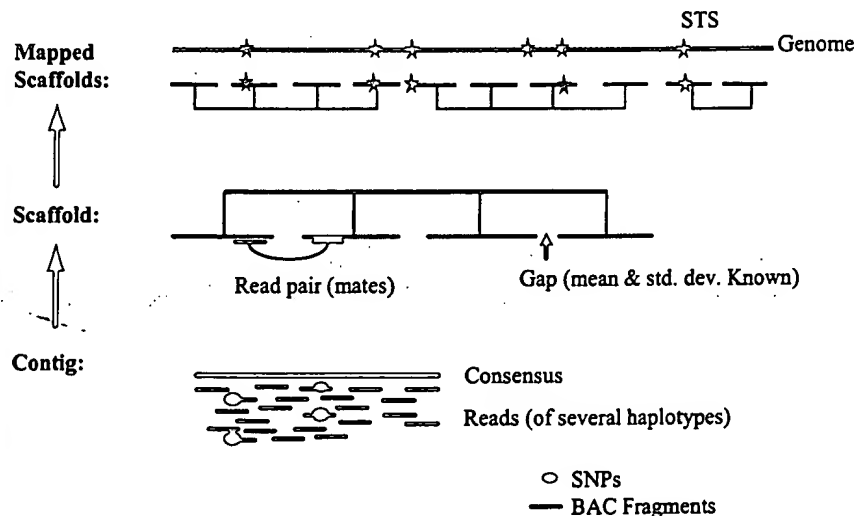 STS
Genome
Mapped
Scaffolds:
Scaffold:
Read pair (mates)
Gap (mean & std. dev. Known)
Contig:
Consensus
Reads (of several haplotypes)
SNPs
BAC Fragments